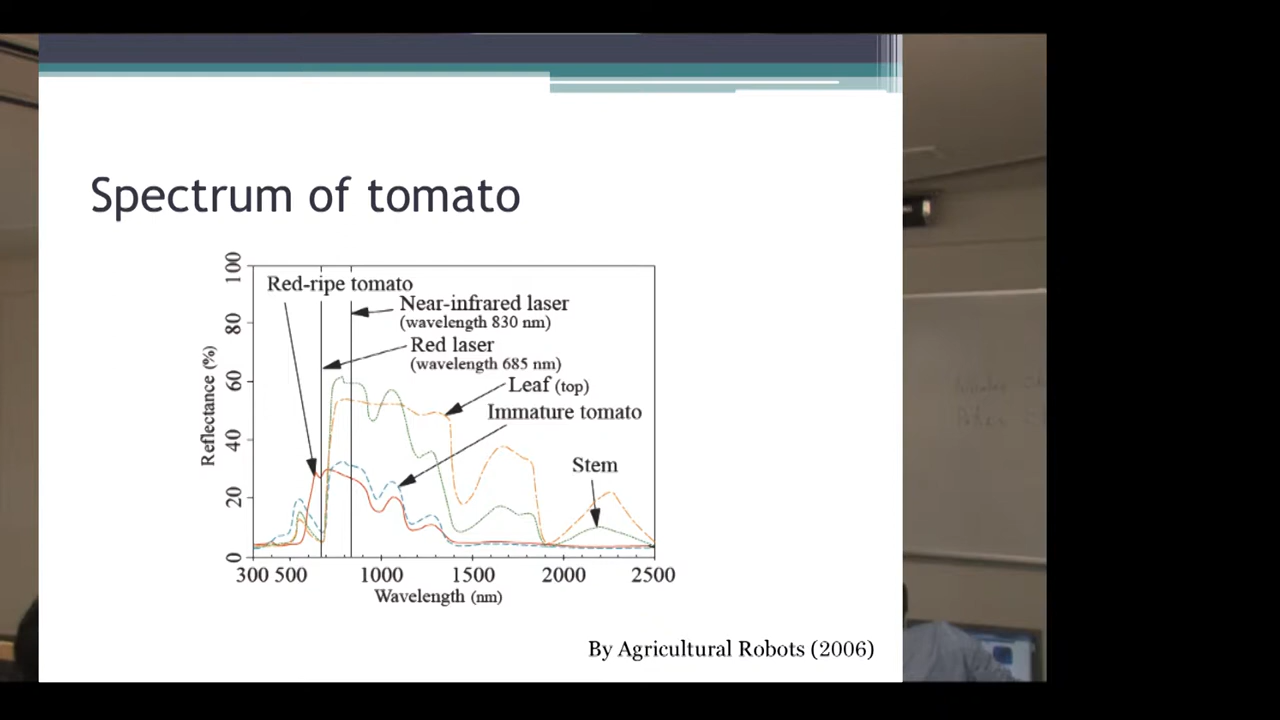 Spectrum of tomato
Red-ripe tomato
Near-infrared laser
(wavelength 830 nm)
Red laser
(wavelength 685 nm)
Leaf (top)
Immature tomato
Stem
Reflectance (%)
100
80
60
40
20
0
300 500 1000 1500 2000 2500
Wavelength (nm)
By Agricultural Robots (2006)